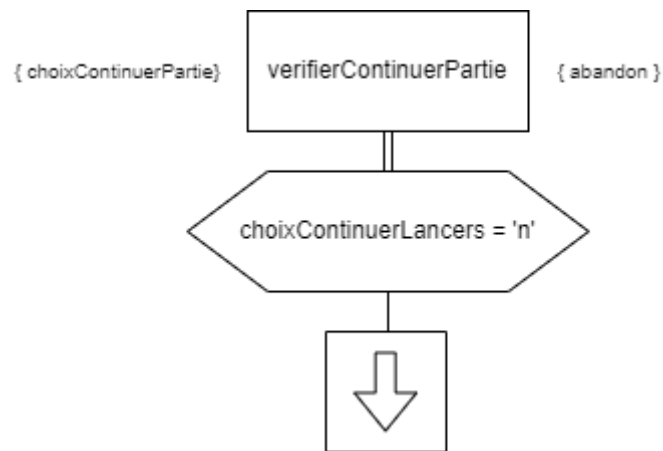 { choixContinuerPartie}
verifierContinuerPartie
{ abandon }
choixContinuerLancers = 'n'